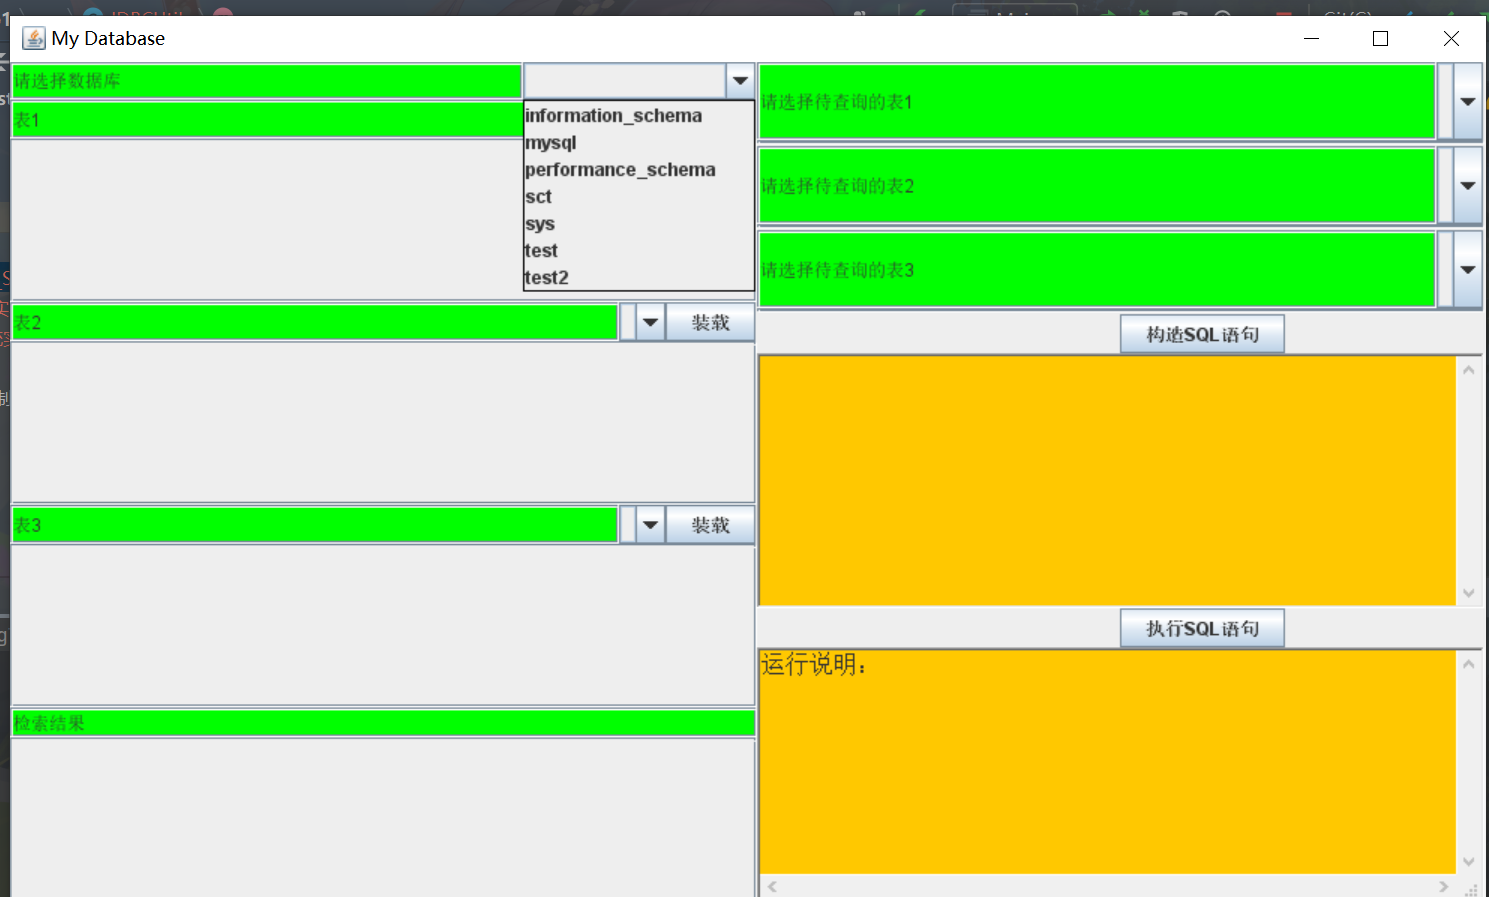 My Database
请选择数据库
表1
information_schema
mysql
performance_schema
sct
sys
test
test2
表2
装载
表3
装载
检索结果
请选择待查询的表1
请选择待查询的表2
请选择待查询的表3
构造SQL语句
执行SQL语句
运行说明：